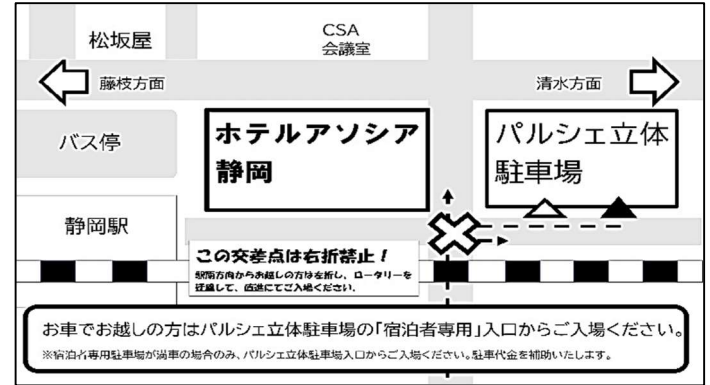 松坂屋
CSA
会議室
藤枝方面
清水方面
バス停
ホテルアソシア
静岡
パルシェ立体
駐車場
静岡駅
この交差点は右折禁止！
駅南方向からお越しの方は左折し、ロータリーを
経由して、直進にてご入場ください。
お車でお越しの方はパルシェ立体駐車場の「宿泊者専用」入口からご入場ください。
※宿泊者専用駐車場が満車の場合のみ、パルシェ立体駐車場入口からご入場ください。駐車代金を補助いたします。